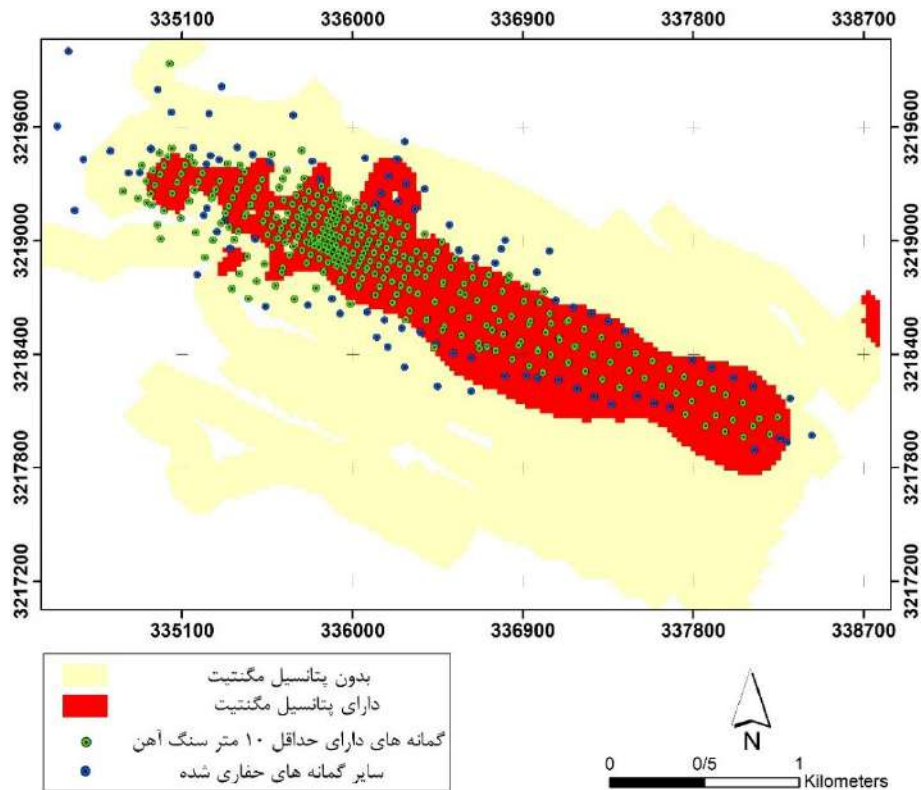 335100 336000 336900 337800 338700
3219600 3219600
3219000 3219000
3218400 3218400
3217800 3217800
3217200 3217200
335100 336000 336900 337800 338700
بدون پتانسیل مگنتیت
دارای پتانسیل مگنتیت
گمانه های دارای حداقل ۱۰ متر سنگ آهن
سایر گمانه های حفاری شده
N
0 0/5 1
Kilometers